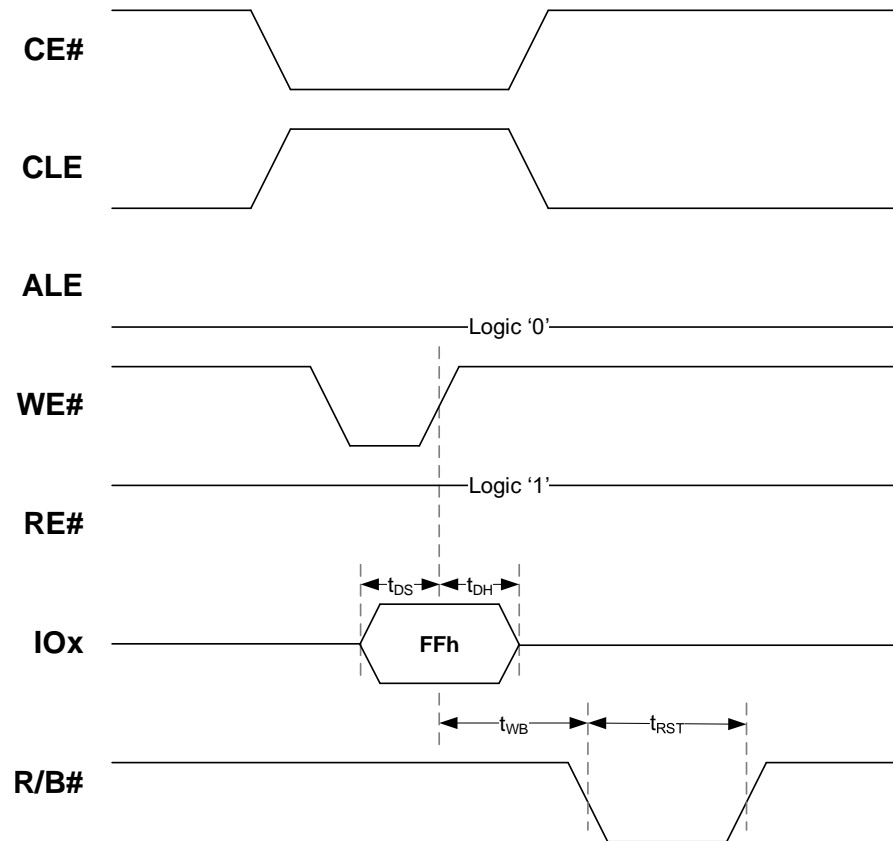 CE#
CLE
ALE
Logic ‘0’
WE#
Logic ‘1’
RE#
tDS
tDH
IOx
FFh
tWB
tRST
R/B#